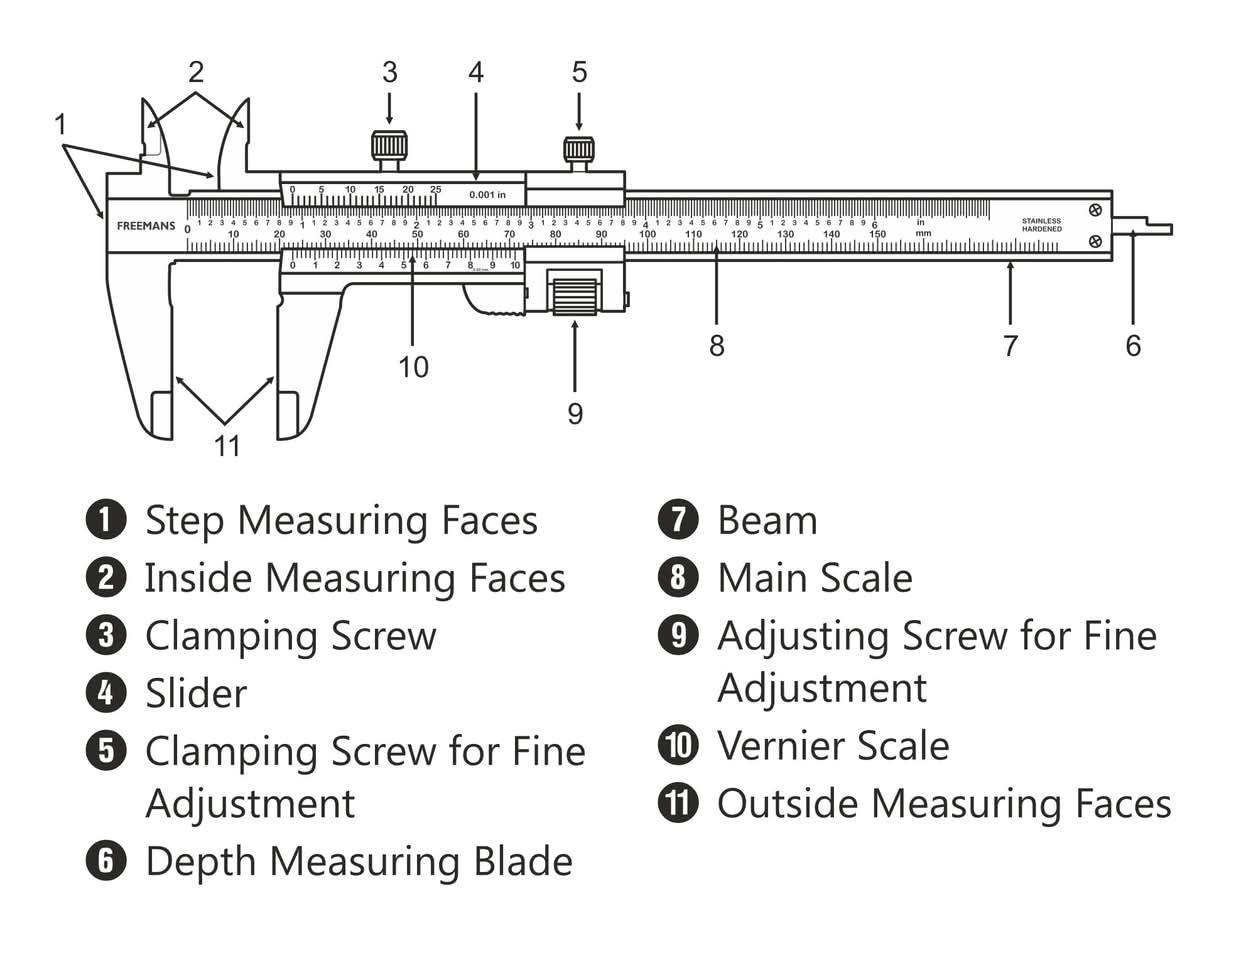 2
3
4
5
1
0 5 10 15 20 25
0.001 in
FREEMANS
1 2 3 4 5 6 7 8 9 1 1 2 3 4 5 6 7 8 9 2 1 2 3 4 5 6 7 8 9 3 1 2 3 4 5 6 7 8 9 4 1 2 3 4 5 6 7 8 9 5 1 2 3 4 5 6 7 8 9 6 in
0 10 20 30 40 50 60 70 80 90 100 110 120 130 140 150 mm
STAINLESS
HARDENED
0 1 2 3 4 5 6 7 8 9 10
10
9
8
7
6
11
1 Step Measuring Faces
2 Inside Measuring Faces
3 Clamping Screw
4 Slider
5 Clamping Screw for Fine
Adjustment
6 Depth Measuring Blade
7 Beam
8 Main Scale
9 Adjusting Screw for Fine
Adjustment
10 Vernier Scale
11 Outside Measuring Faces